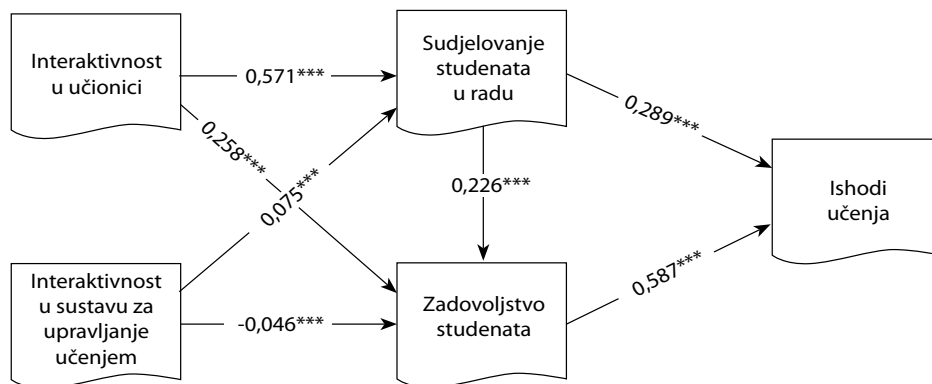 Interaktivnost
u učionici
0,571***
Sudjelovanje
studenata
u radu
0,289***
0,258***
0,075***
0,226***
Ishodi
učenja
Interaktivnost
u sustavu za
upravljanje
učenjem
-0,046***
Zadovoljstvo
studenata
0,587***